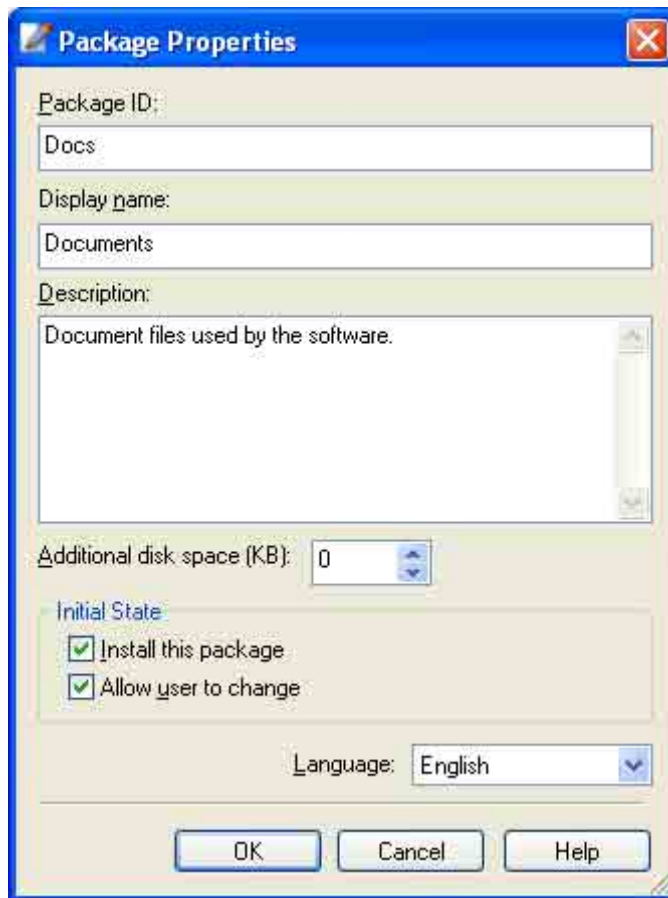 Package Properties
Package ID:
Docs
Display name:
Documents
Description:
Document files used by the software.
Additional disk space (KB): 0
Initial State
Install this package
Allow user to change
Language: English
OK Cancel Help